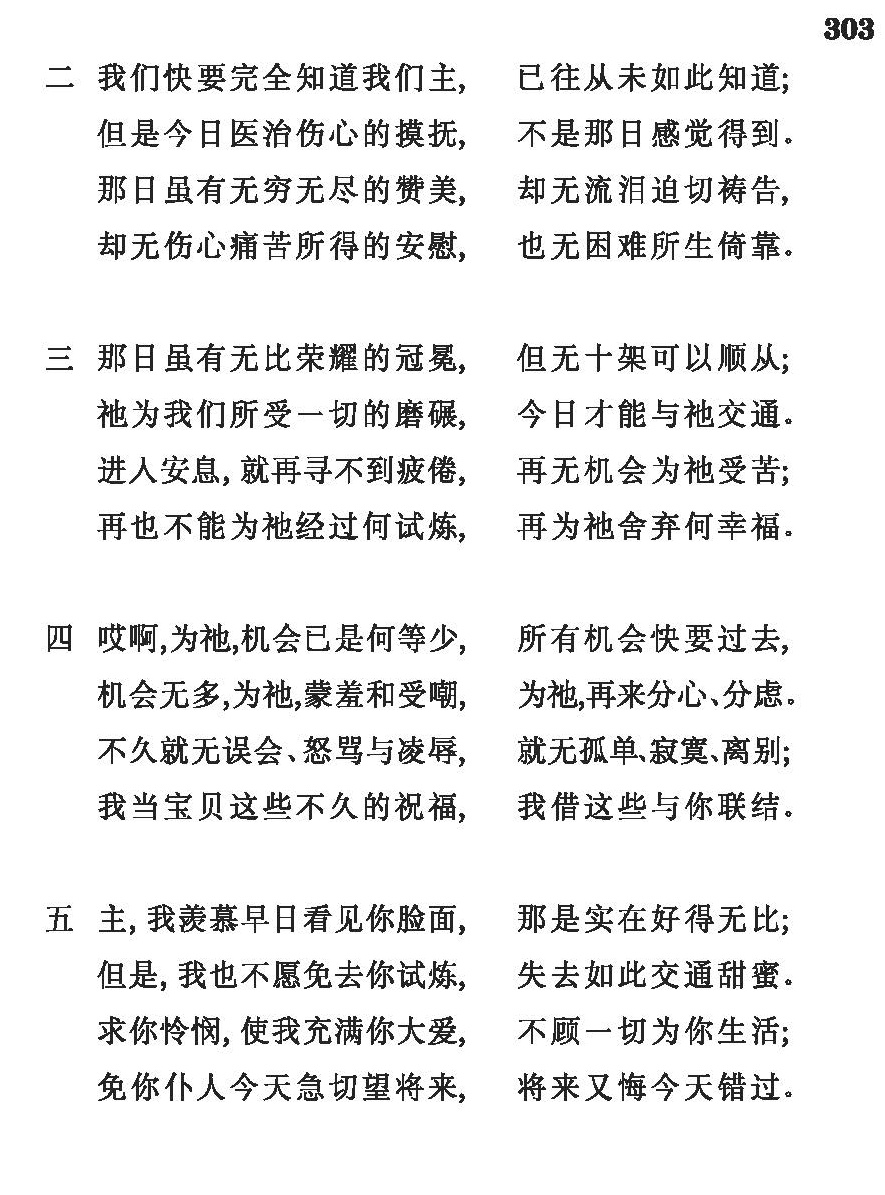 303
二 我们快要完全知道我们主, 已往从未如此知道;
但是今日医治伤心的摸抚, 不是那日感觉得到。
那日虽有无穷无尽的赞美, 却无流泪迫切祷告,
却无伤心痛苦所得的安慰, 也无困难所生倚靠。
三 那日虽有无比荣耀的冠冕, 但无十架可以顺从;
祂为我们所受一切的磨碾, 今日才能与祂交通。
进入安息, 就再寻不到疲倦, 再无机会为祂受苦;
再也不能为祂经过何试炼, 再为祂舍弃何幸福。
四 哎啊,为祂,机会已是何等少, 所有机会快要过去,
机会无多,为祂,蒙羞和受嘲, 为祂,再来分心、分虑。
不久就无误会、怒骂与凌辱, 就无孤单、寂寞、离别;
我当宝贝这些不久的祝福, 我借这些与你联结。
五 主, 我羡慕早日看见你脸面, 那是实在好得无比;
但是, 我也不愿免去你试炼, 失去如此交通甜蜜。
求你怜悯, 使我充满你大爱, 不顾一切为你生活;
免你仆人今天急切望将来, 将来又悔今天错过。